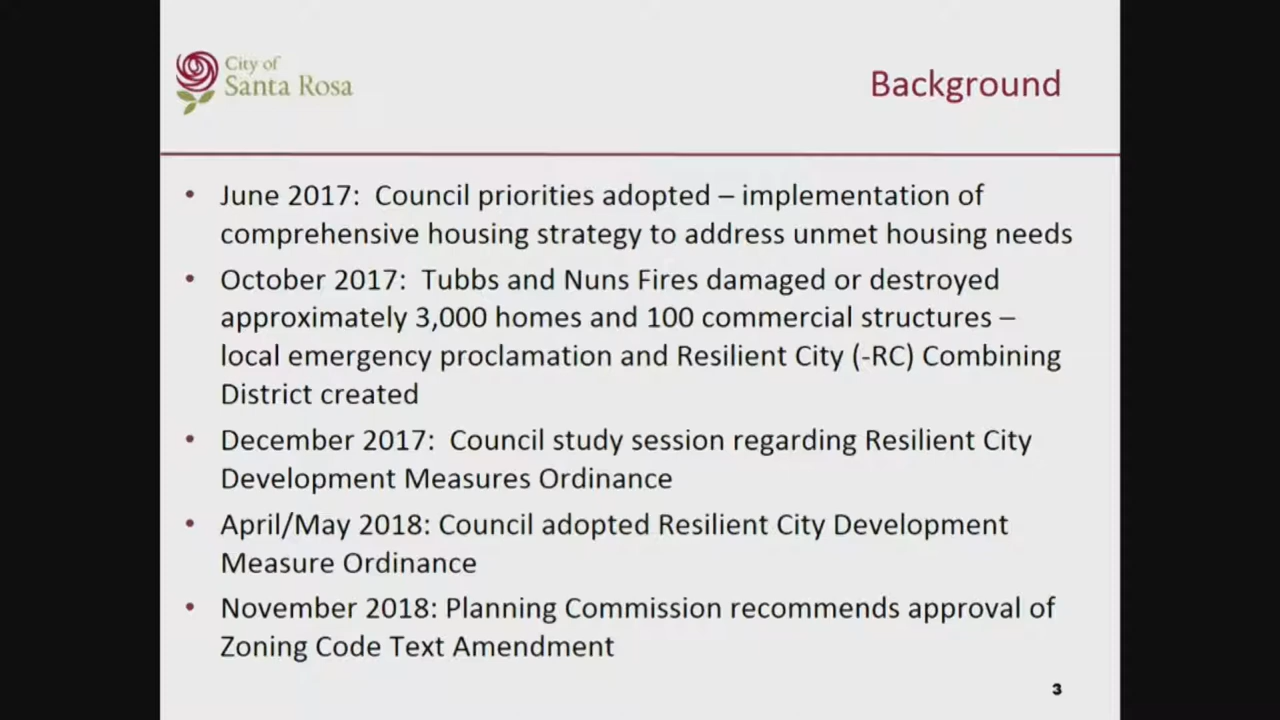 City of
Santa Rosa
Background
• June 2017:  Council priorities adopted – implementation of
comprehensive housing strategy to address unmet housing needs
• October 2017:  Tubbs and Nuns Fires damaged or destroyed
approximately 3,000 homes and 100 commercial structures –
local emergency proclamation and Resilient City (-RC) Combining
District created
• December 2017:  Council study session regarding Resilient City
Development Measures Ordinance
• April/May 2018: Council adopted Resilient City Development
Measure Ordinance
• November 2018: Planning Commission recommends approval of
Zoning Code Text Amendment
3